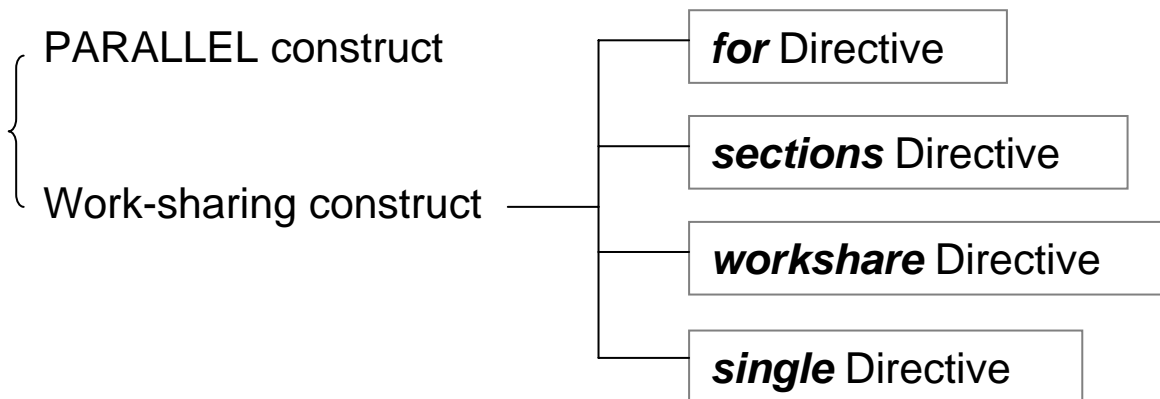 PARALLEL construct
Work-sharing construct
for Directive
sections Directive
workshare Directive
single Directive